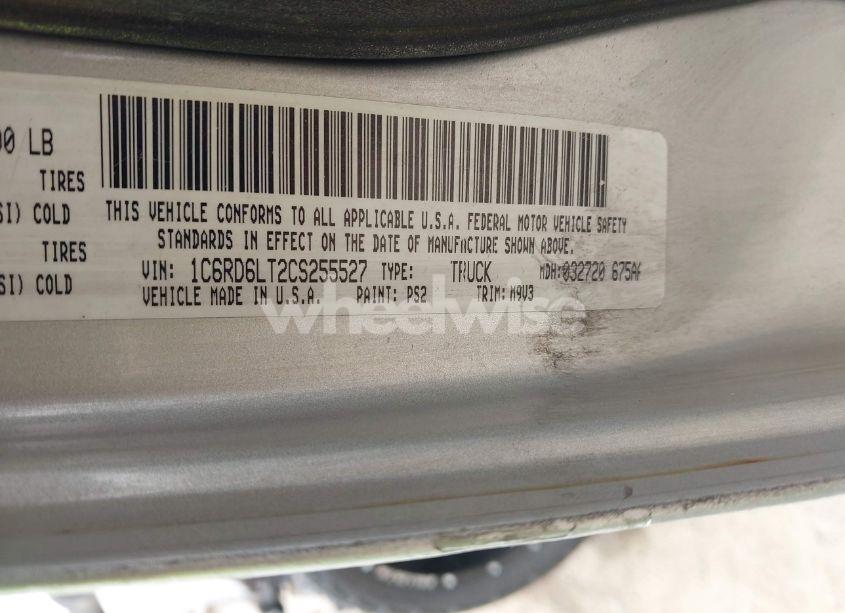 00 LB
TIRES
SI) COLD
TIRES
SI) COLD
THIS VEHICLE CONFORMS TO ALL APPLICABLE U.S.A. FEDERAL MOTOR VEHICLE SAFETY
STANDARDS IN EFFECT ON THE DATE OF MANUFACTURE SHOWN ABOVE.
VIN: 1C6RD6LT2CS255527 TYPE: TRUCK MDH: 032720 675A
VEHICLE MADE IN U.S.A. PAINT: PS2 TRIM: M9V3
wheelwise